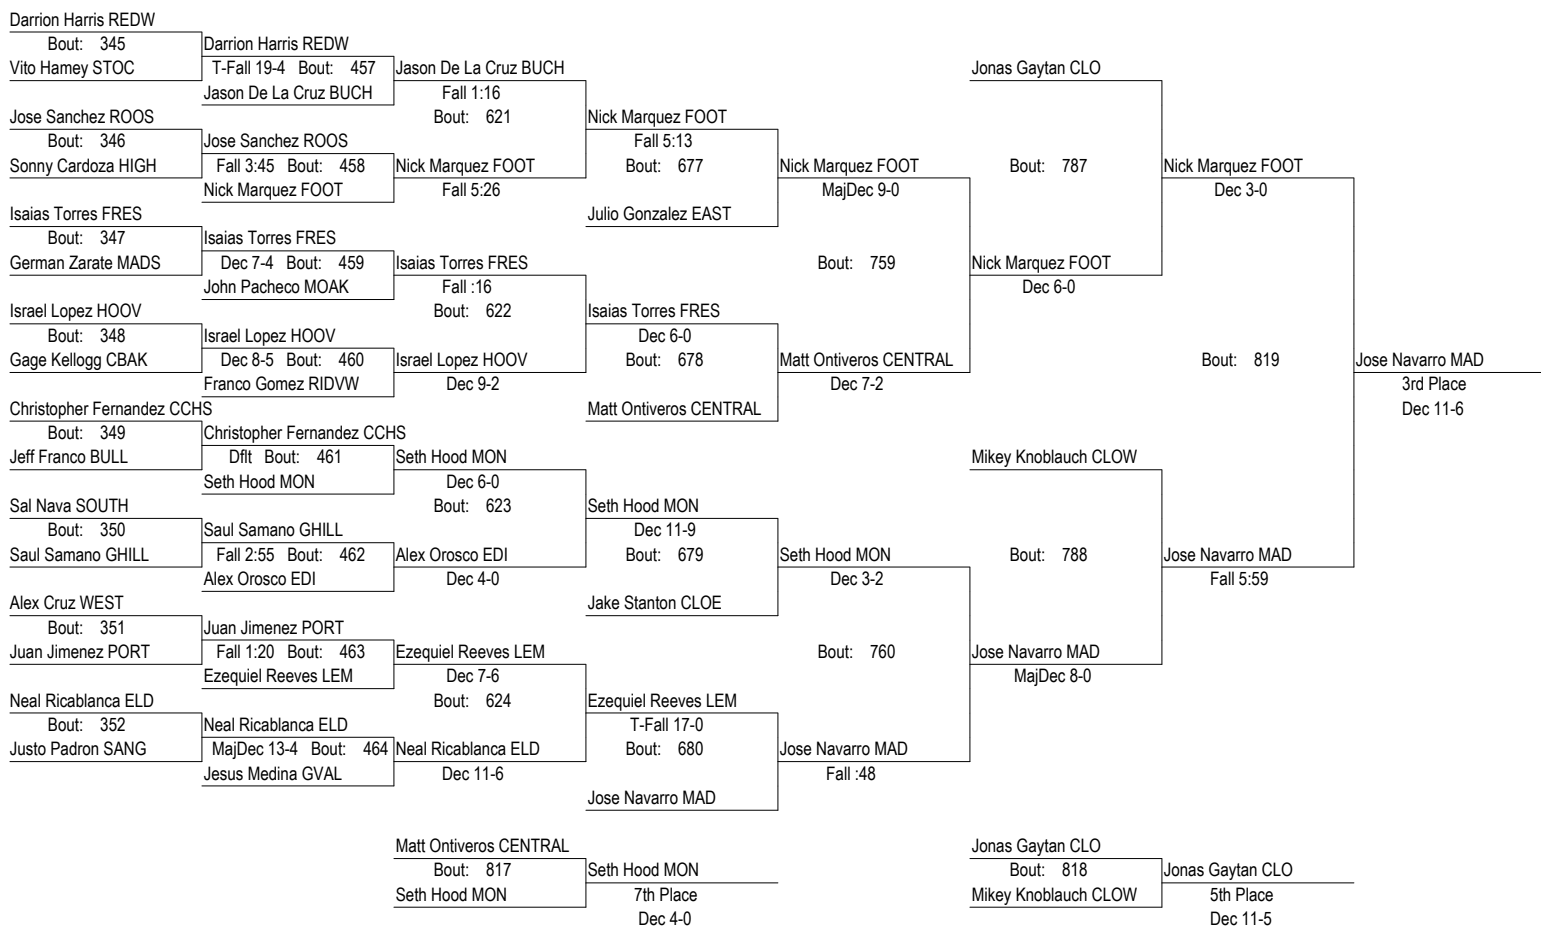 Darrion Harris REDW
Bout: 345 Darrion Harris REDW
Vito Hamey STOC T-Fall 19-4 Bout: 457 Jason De La Cruz BUCH Jonas Gaytan CLO
Jason De La Cruz BUCH Fall 1:16
Jose Sanchez ROOS Bout: 621 Nick Marquez FOOT
Bout: 346 Jose Sanchez ROOS Fall 5:13
Sonny Cardoza HIGH Fall 3:45 Bout: 458 Nick Marquez FOOT Bout: 677 Nick Marquez FOOT Bout: 787 Nick Marquez FOOT
Nick Marquez FOOT Fall 5:26 MajDec 9-0 Dec 3-0
Isaias Torres FRES Julio Gonzalez EAST
Bout: 347 Isaias Torres FRES
German Zarate MADS Dec 7-4 Bout: 459 Isaias Torres FRES Bout: 759 Nick Marquez FOOT
John Pacheco MOAK Fall :16 Dec 6-0
Israel Lopez HOOV Bout: 622 Isaias Torres FRES
Bout: 348 Israel Lopez HOOV Dec 6-0
Gage Kellogg CBAK Dec 8-5 Bout: 460 Israel Lopez HOOV Bout: 678 Matt Ontiveros CENTRAL Bout: 819 Jose Navarro MAD
Franco Gomez RIDVW Dec 9-2 Dec 7-2 3rd Place
Christopher Fernandez CCHS Matt Ontiveros CENTRAL Dec 11-6
Bout: 349 Christopher Fernandez CCHS
Jeff Franco BULL Dflt Bout: 461 Seth Hood MON Mikey Knoblauch CLOW
Seth Hood MON Dec 6-0
Sal Nava SOUTH Bout: 623 Seth Hood MON
Bout: 350 Saul Samano GHILL Dec 11-9
Saul Samano GHILL Fall 2:55 Bout: 462 Alex Orosco EDI Bout: 679 Seth Hood MON Bout: 788 Jose Navarro MAD
Alex Orosco EDI Dec 4-0 Dec 3-2 Fall 5:59
Alex Cruz WEST Jake Stanton CLOE
Bout: 351 Juan Jimenez PORT
Juan Jimenez PORT Fall 1:20 Bout: 463 Ezequiel Reeves LEM Bout: 760 Jose Navarro MAD
Ezequiel Reeves LEM Dec 7-6 MajDec 8-0
Neal Ricablanca ELD Bout: 624 Ezequiel Reeves LEM
Bout: 352 Neal Ricablanca ELD T-Fall 17-0
Justo Padron SANG MajDec 13-4 Bout: 464 Neal Ricablanca ELD Bout: 680 Jose Navarro MAD
Jesus Medina GVAL Dec 11-6 Fall :48
Jose Navarro MAD
Matt Ontiveros CENTRAL Jonas Gaytan CLO
Bout: 817 Seth Hood MON Bout: 818 Jonas Gaytan CLO
Seth Hood MON 7th Place Mikey Knoblauch CLOW 5th Place
Dec 4-0 Dec 11-5